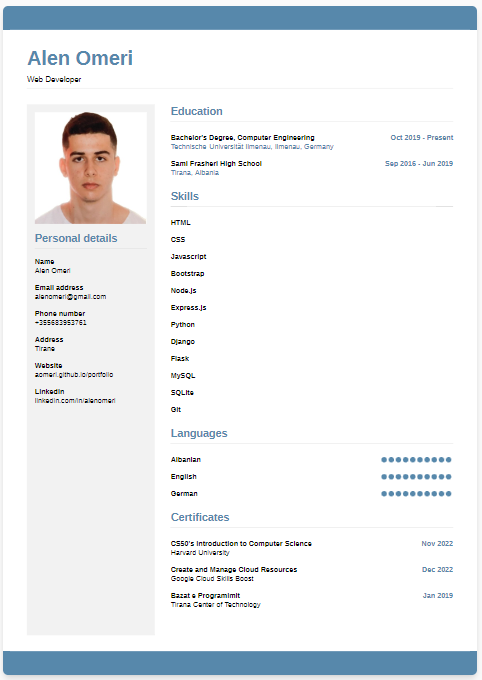 Alen Omeri
Web Developer
Personal details
Name
Alen Omeri
Email address
alenomeri@gmail.com
Phone number
+355683953761
Address
Tirane
Website
aomeri.github.io/portfolio
LinkedIn
linkedin.com/in/alenomeri
Education
Bachelor's Degree, Computer Engineering Oct 2019 - Present
Technische Universität Ilmenau, Ilmenau, Germany
Sami Frasheri High School Sep 2016 - Jun 2019
Tirana, Albania
Skills
HTML
CSS
Javascript
Bootstrap
Node.js
Express.js
Python
Django
Flask
MySQL
SQLite
Git
Languages
Albanian
English
German
Certificates
CS50's Introduction to Computer Science Nov 2022
Harvard University
Create and Manage Cloud Resources Dec 2022
Google Cloud Skills Boost
Bazat e Programimit Jan 2019
Tirana Center of Technology